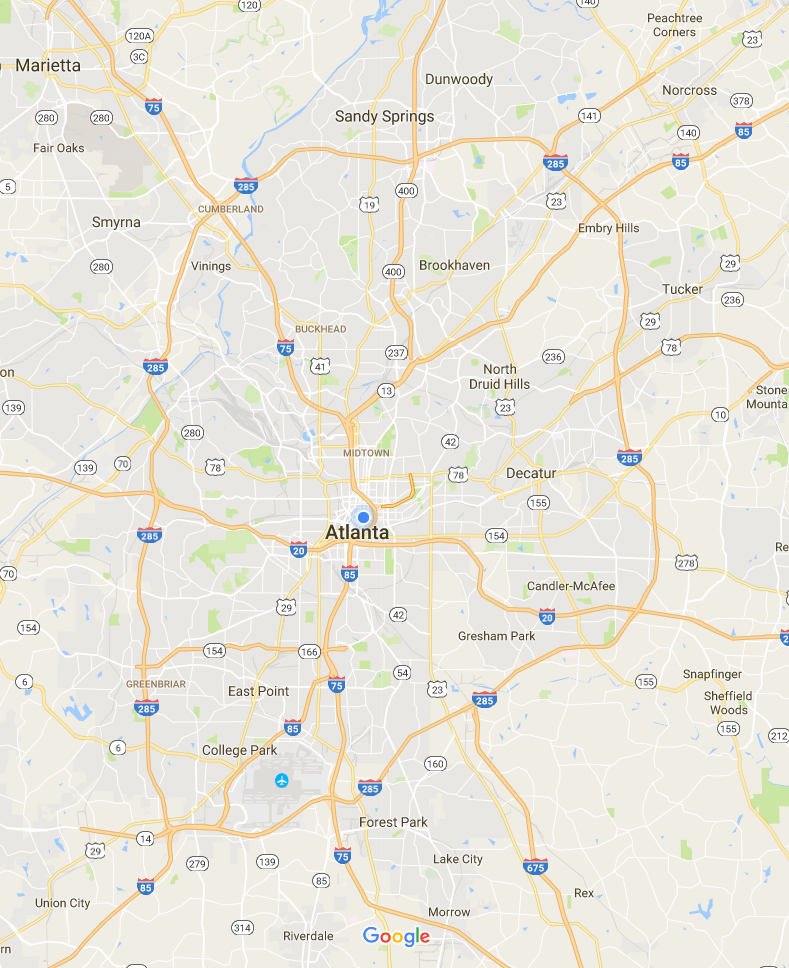 120
140
Peachtree
Corners
120A
23
3C
Marietta
Dunwoody
Norcross
75
378
280
280
Sandy Springs
141
140
85
Fair Oaks
285
85
5
285
400
19
23
CUMBERLAND
Smyrna
Embry Hills
280
Vinings
400
Brookhaven
29
Tucker
236
BUCKHEAD
29
75
237
236
78
285
41
on
North
Druid Hills
13
Stone
Mounta
139
23
10
280
42
MIDTOWN
285
139
70
78
78
Decatur
155
Atlanta
285
20
154
Re
278
70
85
Candler-McAfee
29
42
20
154
Gresham Park
2
154
166
54
6
GREENBRIAR
75
East Point
23
155
Snapfinger
285
285
Sheffield
Woods
85
155
212
6
College Park
160
285
Forest Park
14
29
75
Lake City
279
139
675
85
85
Rex
Union City
Morrow
314
Riverdale
Google
rn